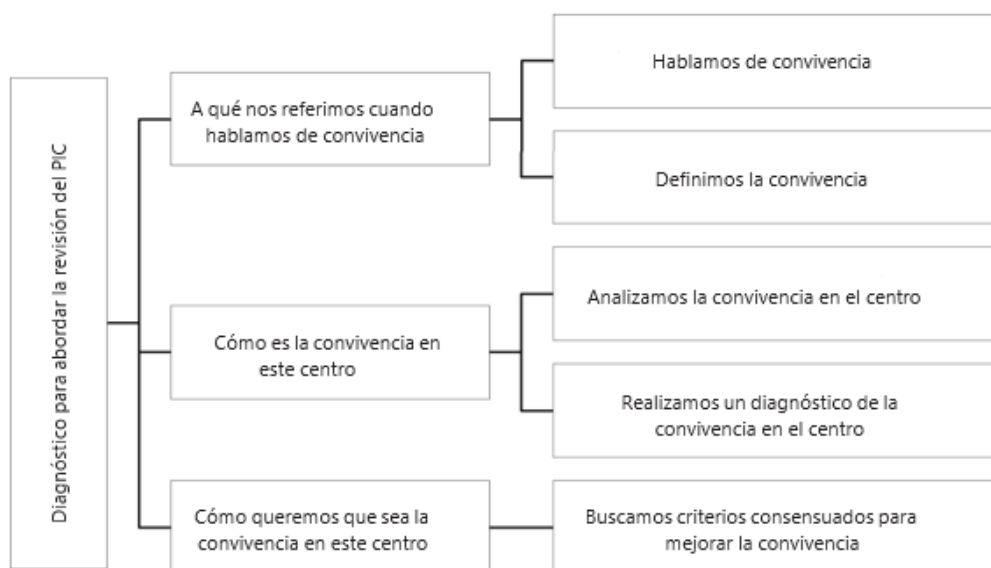 Diagnóstico para abordar la revisión del PIC
A qué nos referimos cuando
hablamos de convivencia
Hablamos de convivencia
Definimos la convivencia
Cómo es la convivencia en
este centro
Analizamos la convivencia en el centro
Realizamos un diagnóstico de la
convivencia en el centro
Cómo queremos que sea la
convivencia en este centro
Buscamos criterios consensuados para
mejorar la convivencia